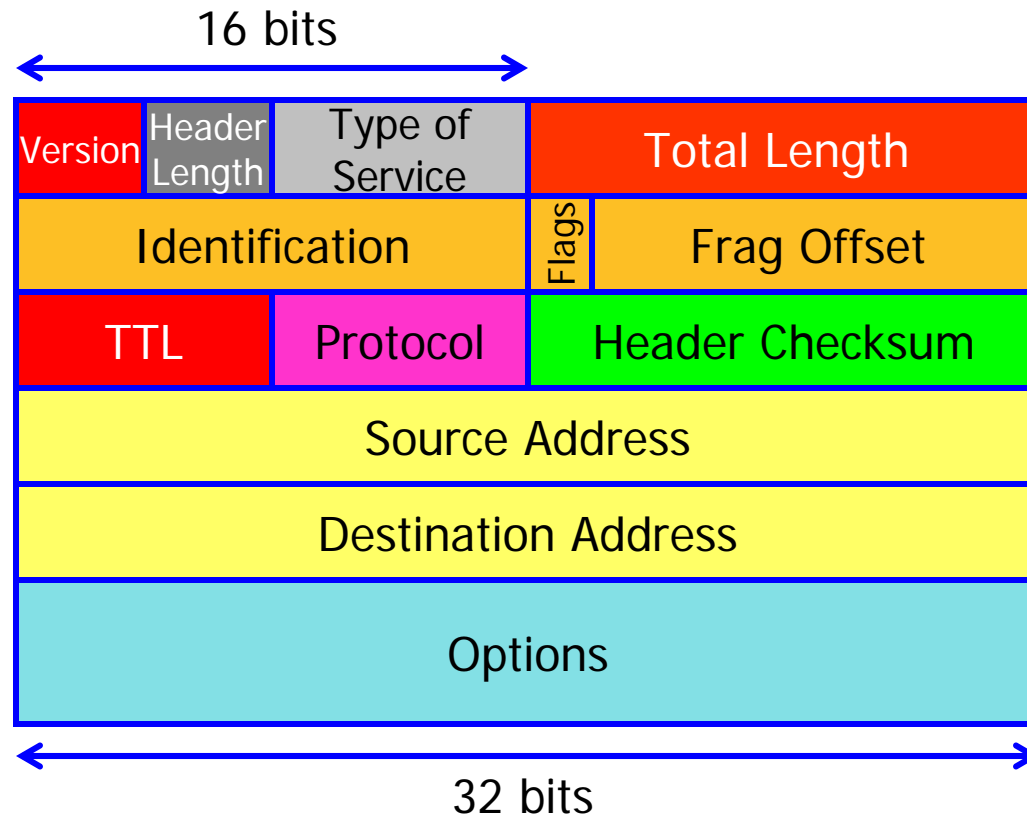 16 bits
Version
Header
Length
Type of
Service
Total Length
Identification
Flags
Frag Offset
TTL
Protocol
Header Checksum
Source Address
Destination Address
Options
32 bits